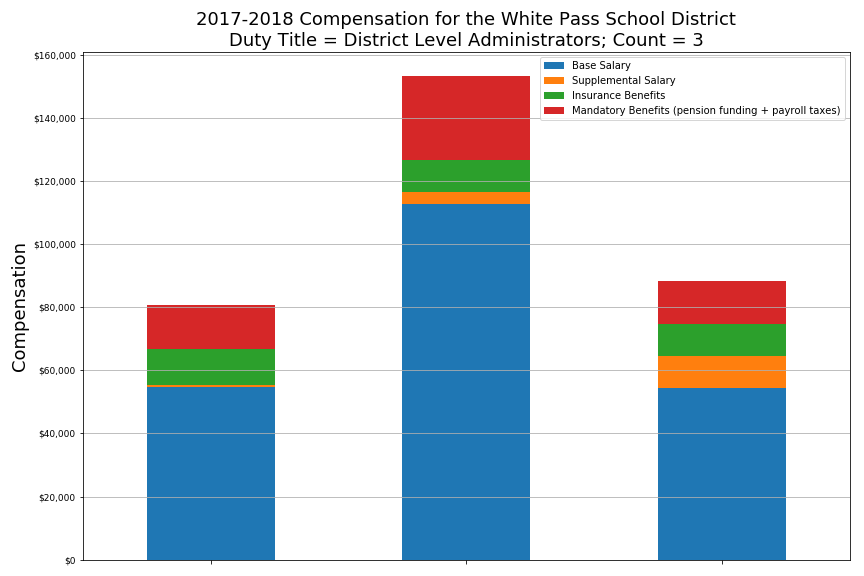 2017-2018 Compensation for the White Pass School District
Duty Title = District Level Administrators; Count = 3
Compensation
$160,000
$140,000
$120,000
$100,000
$80,000
$60,000
$40,000
$20,000
$0
Base Salary
Supplemental Salary
Insurance Benefits
Mandatory Benefits (pension funding + payroll taxes)